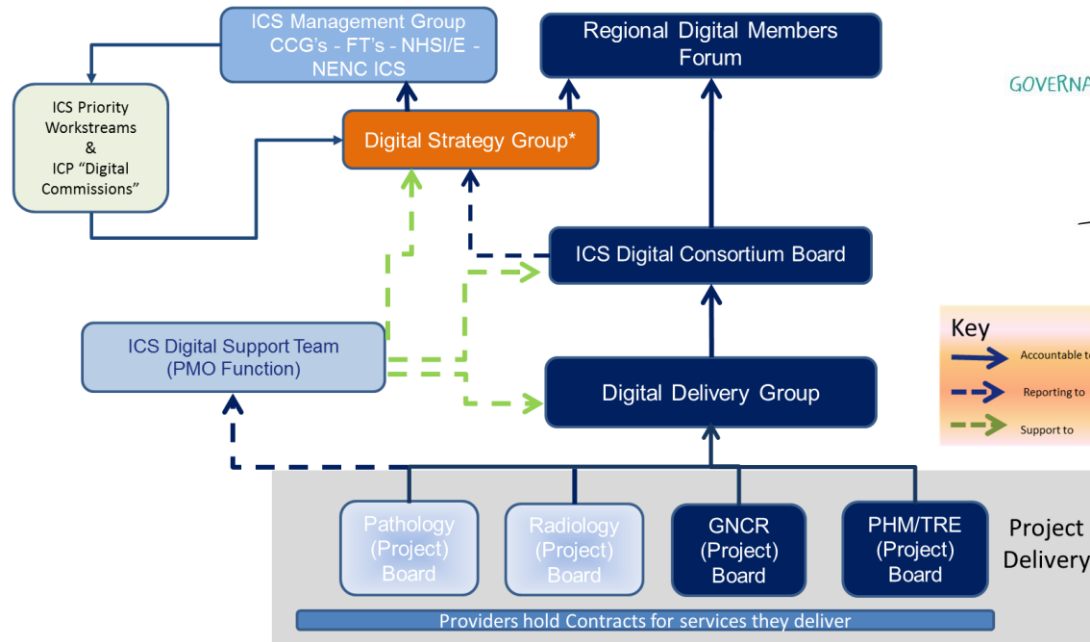 ICS Management Group
CCG's - FT's - NHSI/E -
NENC ICS
Regional Digital Members
Forum
GOVERNA
ICS Priority
Workstreams
&
ICP "Digital
Commissions"
Digital Strategy Group*
ICS Digital Consortium Board
ICS Digital Support Team
(PMO Function)
Digital Delivery Group
Key
Accountable to
Reporting to
Support to
Pathology
(Project)
Board
Radiology
(Project)
Board
GNCR
(Project)
Board
PHM/TRE
(Project)
Board
Project
Delivery
Providers hold Contracts for services they deliver